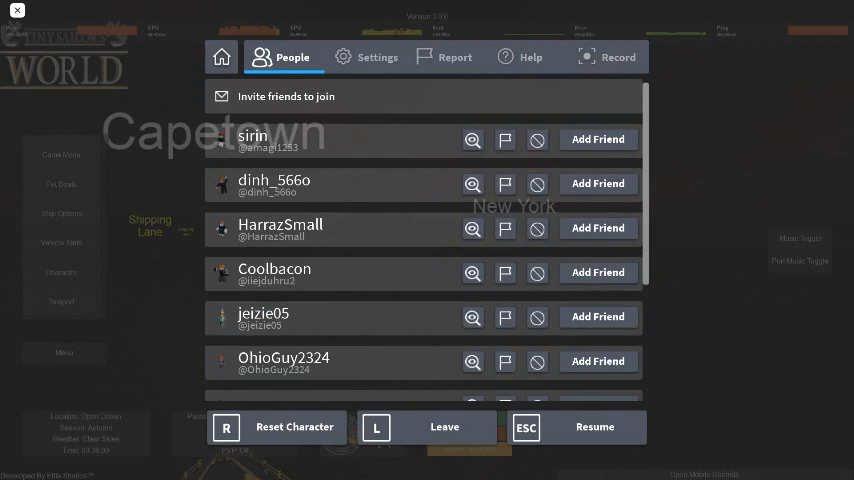 Version 3.9.0
TINY SAILOR'S
WORLD
People
Settings
Report
Help
Record
Invite friends to join
Capetown
sirin
@amagi1253
Add Friend
dinh_566o
@dinh_566o
Add Friend
New York
HarrazSmall
@HarrazSmall
Add Friend
Coolbacon
@iiejduhru2
Add Friend
jeizie05
@jeizie05
Add Friend
OhioGuy2324
@OhioGuy2324
Add Friend
Game Mode
Pet Boats
Ship Options
Vehicle Stats
Character
Teleport
Menu
Shipping
Lane
Music Toggle
Port Music Toggle
R
Reset Character
L
Leave
ESC
Resume
Location: Open Ocean
Season: Autumn
Weather: Clear Skies
Time: 03:38:00
Developed By Elite Studios™
Open Mobile Controls